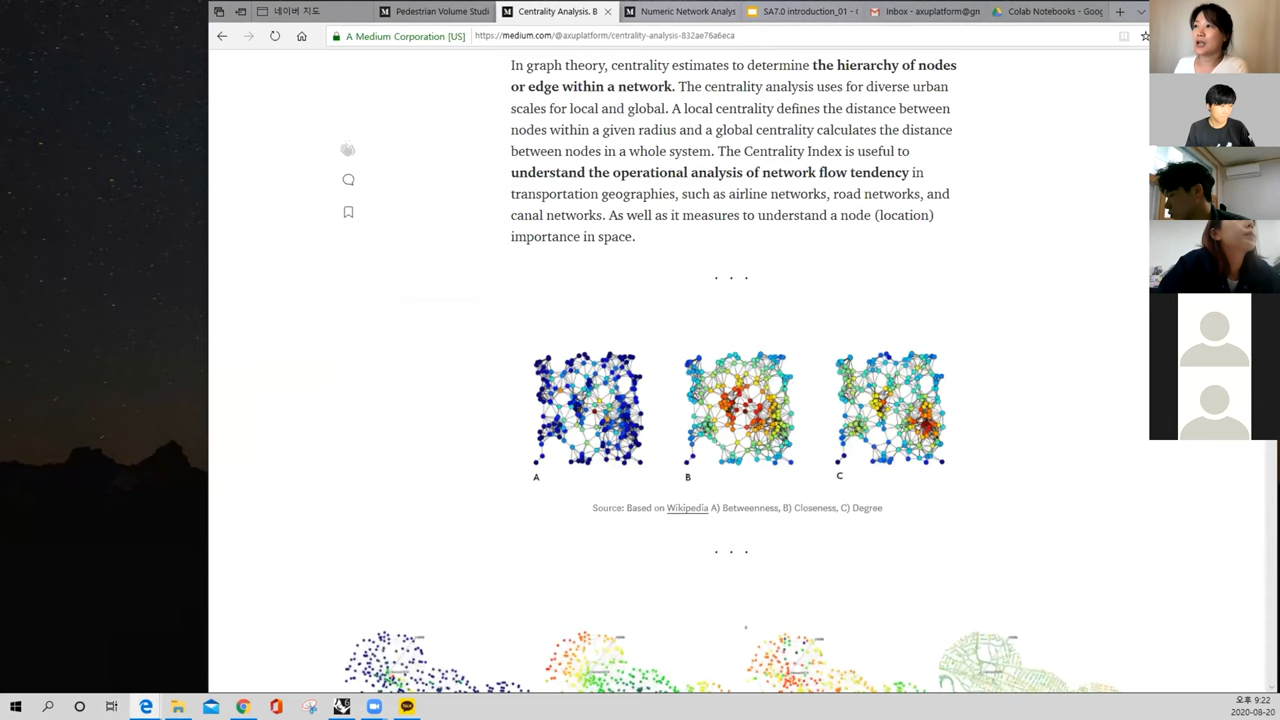 네이버 지도
Pedestrian Volume Studi
Centrality Analysis. B
Numeric Network Analys
SA7.0 introduction_01 -
Inbox - axuplatform@gn
Colab Notebooks - Goog
A Medium Corporation [US]
https://medium.com/@axuplatform/centrality-analysis-832ae76a6eca
In graph theory, centrality estimates to determine the hierarchy of nodes
or edge within a network. The centrality analysis uses for diverse urban
scales for local and global. A local centrality defines the distance between
nodes within a given radius and a global centrality calculates the distance
between nodes in a whole system. The Centrality Index is useful to
understand the operational analysis of network flow tendency in
transportation geographies, such as airline networks, road networks, and
canal networks. As well as it measures to understand a node (location)
importance in space.
. . .
A
B
C
Source: Based on Wikipedia A) Betweenness, B) Closeness, C) Degree
. . .
오후 9:22
2020-08-20